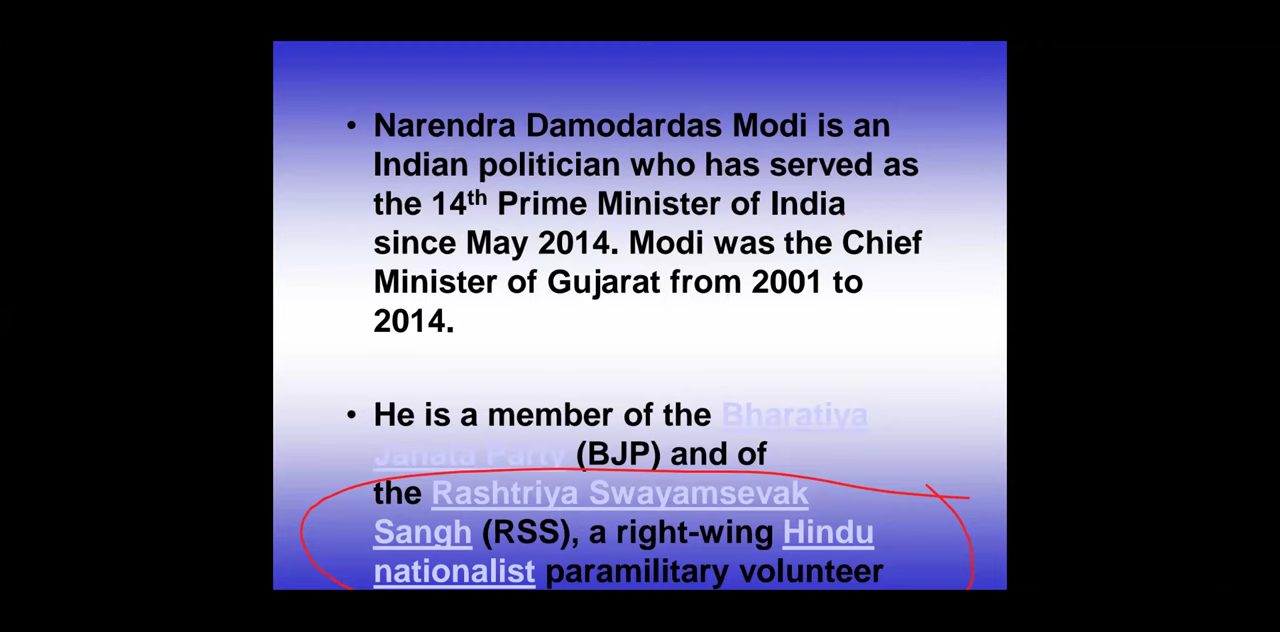 • Narendra Damodardas Modi is an
Indian politician who has served as
the 14th Prime Minister of India
since May 2014. Modi was the Chief
Minister of Gujarat from 2001 to
2014.
• He is a member of the Bharatiya
Janata Party (BJP) and of
the Rashtriya Swayamsevak
Sangh (RSS), a right-wing Hindu
nationalist paramilitary volunteer